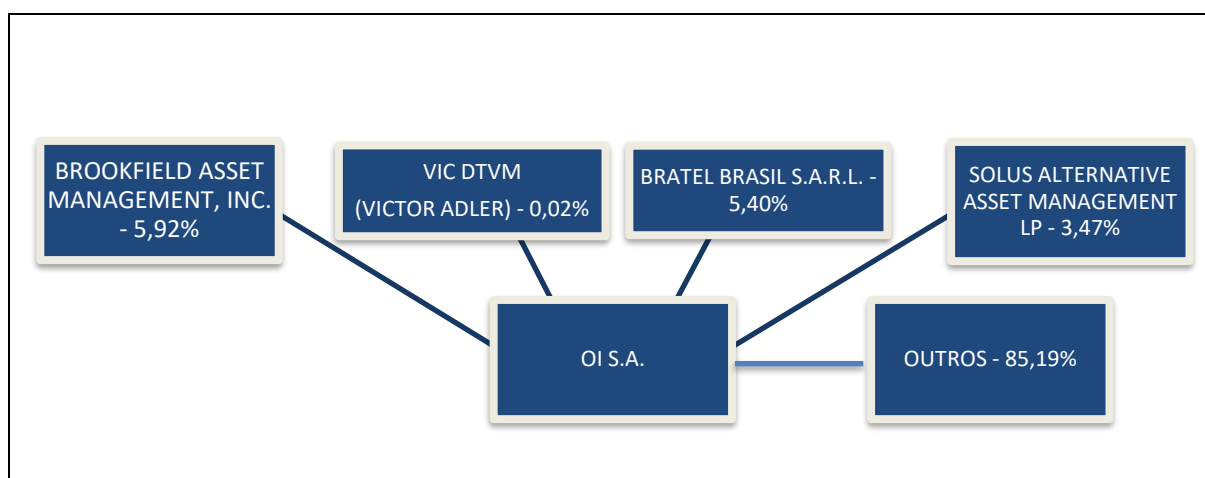 BROOKFIELD ASSET
MANAGEMENT, INC.
- 5,92%
VIC DTVM
(VICTOR ADLER) - 0,02%
BRATEL BRASIL S.A.R.L. -
5,40%
SOLUS ALTERNATIVE
ASSET MANAGEMENT
LP - 3,47%
OI S.A.
OUTROS - 85,19%